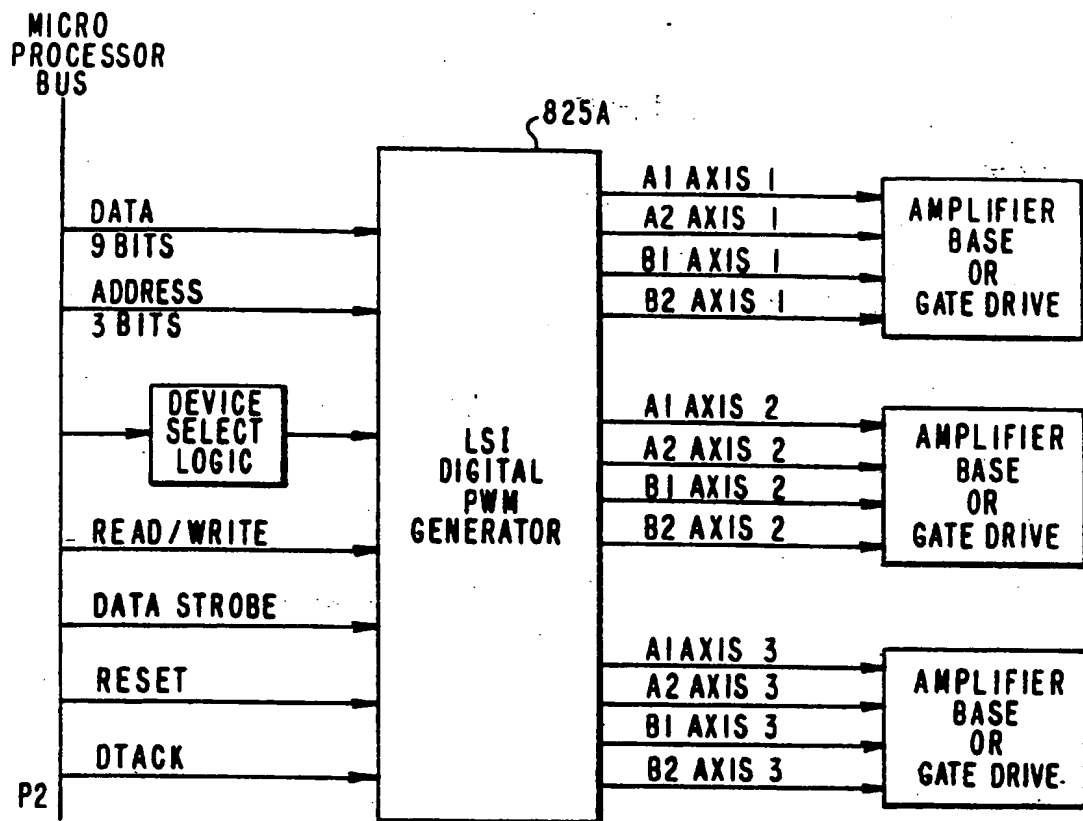 MICRO
PROCESSOR
BUS
825A
DATA
9 BITS
ADDRESS
3 BITS
DEVICE
SELECT
LOGIC
READ/WRITE
DATA STROBE
RESET
DTACK
P2
LSI
DIGITAL
PWM
GENERATOR
A1 AXIS 1
A2 AXIS 1
B1 AXIS 1
B2 AXIS 1
AMPLIFIER
BASE
OR
GATE DRIVE
A1 AXIS 2
A2 AXIS 2
B1 AXIS 2
B2 AXIS 2
AMPLIFIER
BASE
OR
GATE DRIVE
A1 AXIS 3
A2 AXIS 3
B1 AXIS 3
B2 AXIS 3
AMPLIFIER
BASE
OR
GATE DRIVE